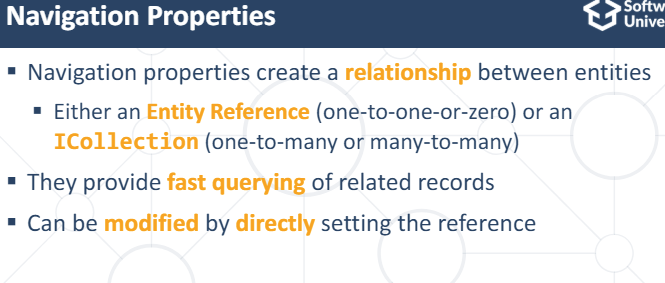 Navigation Properties
▪ Navigation properties create a relationship between entities
▪ Either an Entity Reference (one-to-one-or-zero) or an
ICollection (one-to-many or many-to-many)
▪ They provide fast querying of related records
▪ Can be modified by directly setting the reference